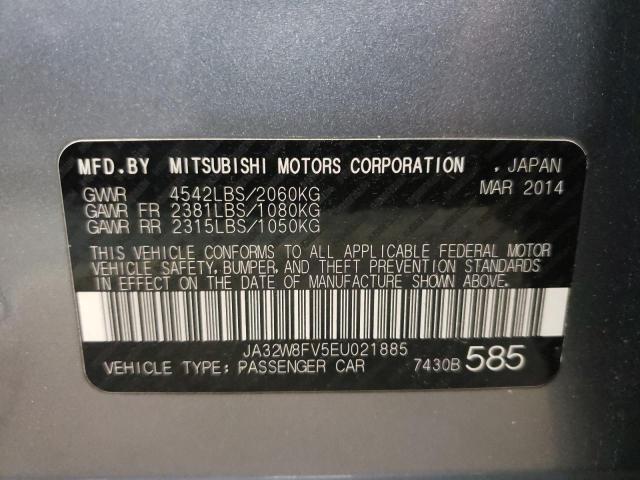 MFD.BY MITSUBISHI MOTORS CORPORATION , JAPAN
MAR 2014
GWR 4542LBS/2060KG
GAWR FR 2381LBS/1080KG
GAWR RR 2315LBS/1050KG
THIS VEHICLE CONFORMS TO ALL APPLICABLE FEDERAL MOTOR
VEHICLE SAFETY, BUMPER, AND THEFT PREVENTION STANDARDS
IN EFFECT ON THE DATE OF MANUFACTURE SHOWN ABOVE.
JA32W8FV5EU021885
VEHICLE TYPE: PASSENGER CAR 7430B 585